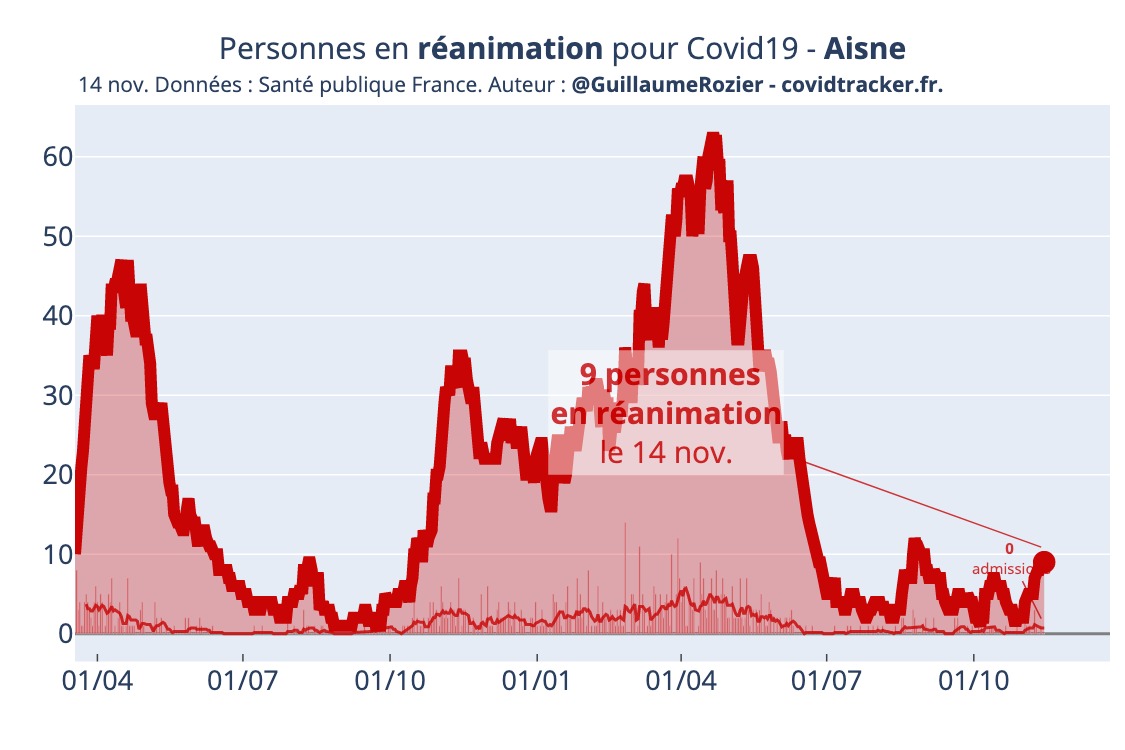 Personnes en réanimation pour Covid19 - Aisne
14 nov. Données : Santé publique France. Auteur : @GuillaumeRozier - covidtracker.fr.
60
50
40
30
20
10
0
9 personnes
en réanimation
le 14 nov.
0
admissio
01/04
01/07
01/10
01/01
01/04
01/07
01/10